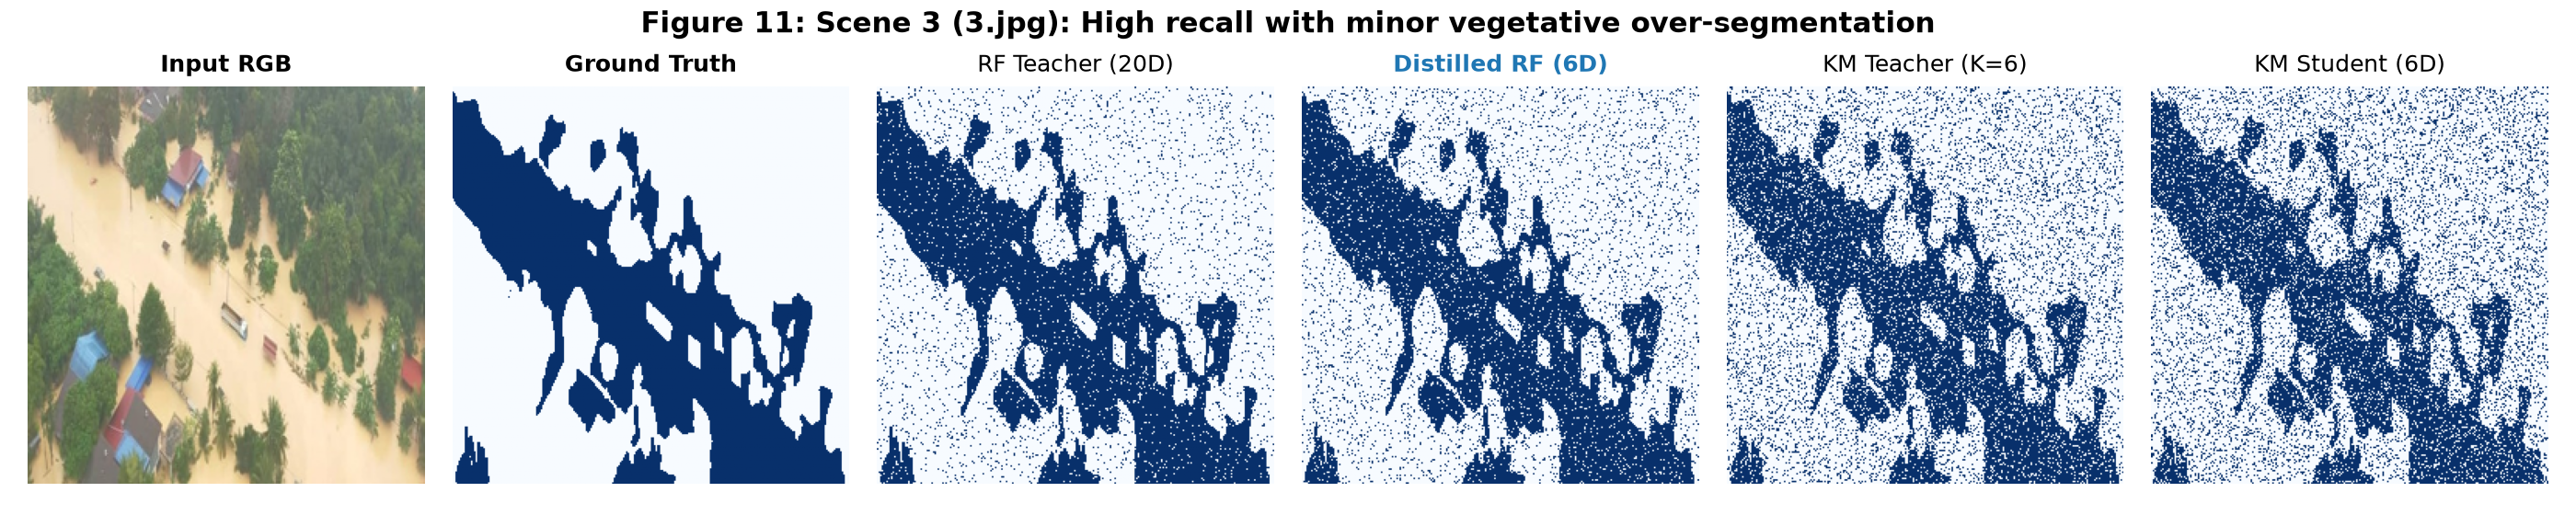 Figure 11: Scene 3 (3.jpg): High recall with minor vegetative over-segmentation
Input RGB
Ground Truth
RF Teacher (20D)
Distilled RF (6D)
KM Teacher (K=6)
KM Student (6D)